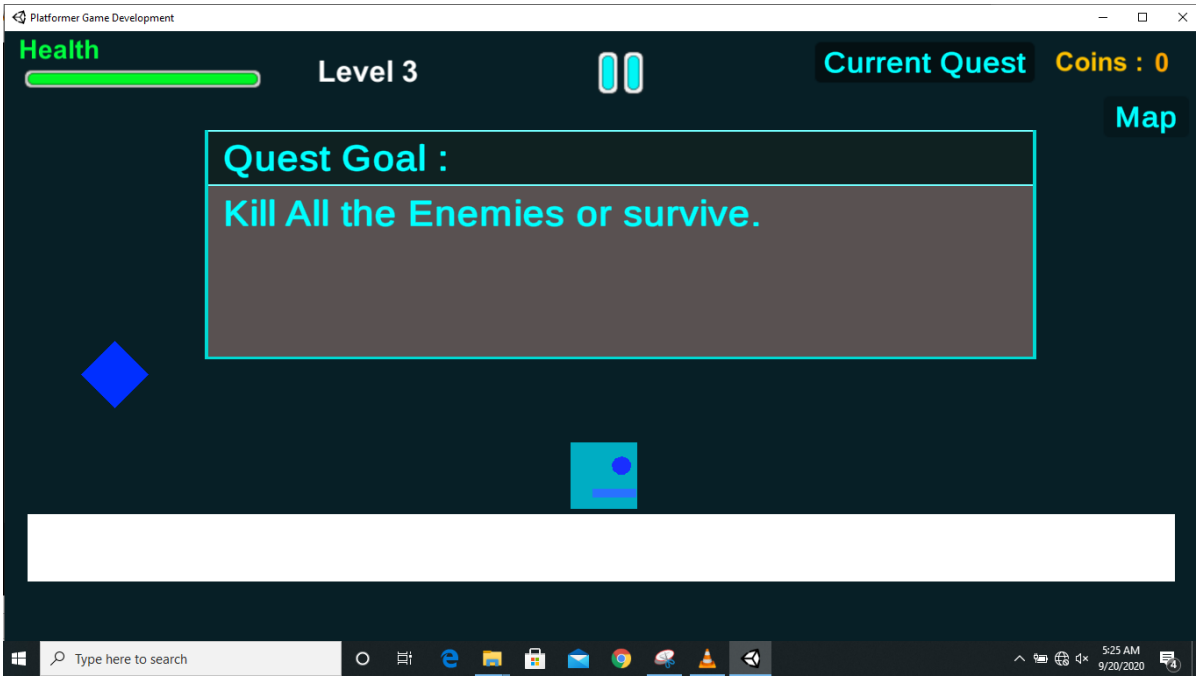 Platformer Game Development
Health
Level 3
Current Quest
Coins : 0
Map
Quest Goal :
Kill All the Enemies or survive.
Type here to search
5:25 AM
9/20/2020
4